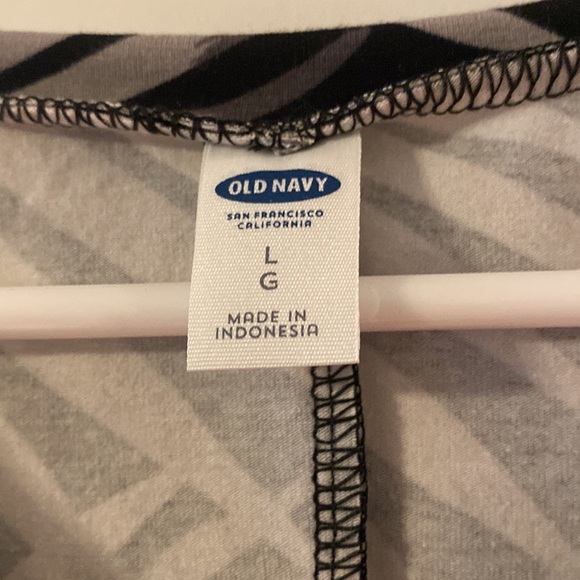 OLD NAVY
SAN FRANCISCO
CALIFORNIA
L
G
MADE IN
INDONESIA